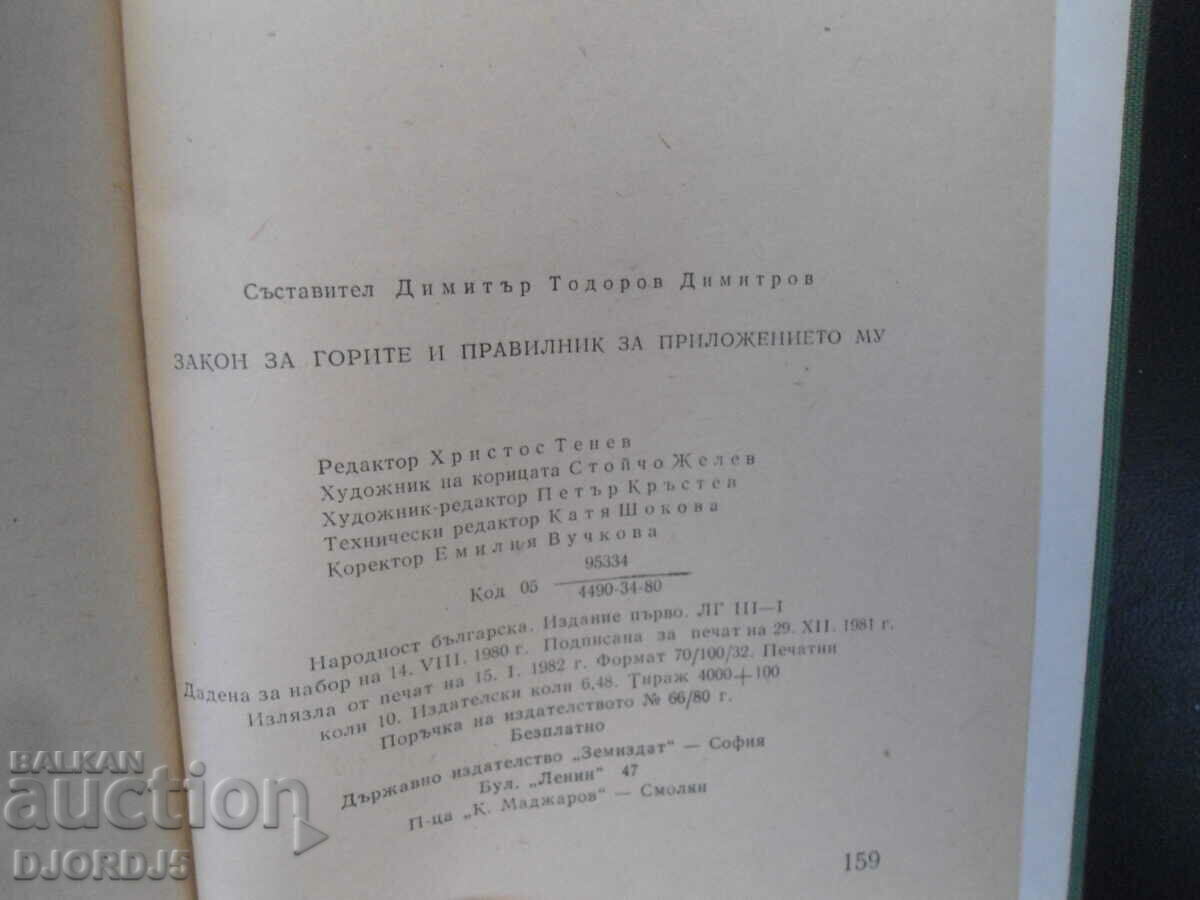 Съставител Димитър Тодоров Димитров
ЗАКОН ЗА ГОРИТЕ И ПРАВИЛНИК ЗА ПРИЛОЖЕНИЕТО МУ
Редактор Христос Тенев
Художник на корицата Стойчо Желев
Художник-редактор Петър Кръстев
Технически редактор Катя Шокова
Коректор Емилия Вучкова
95334
Код 05
4490-34-80
Народност българска. Издание първо. ЛГ III—I
Дадена за набор на 14. VIII. 1980 г. Подписана за печат на 29. XII. 1981 г.
Излязла от печат на 15. I. 1982 г. Формат 70/100/32. Печатни
коли 10. Издателски коли 6,48. Тираж 4000+100
Поръчка на издателството № 66/80 г.
Безплатно
Държавно издателство „Земиздат" — София
Бул. „Ленин" 47
П-ца „К. Маджаров" — Смолян
159
BALKAN
auction
DJORDJ5